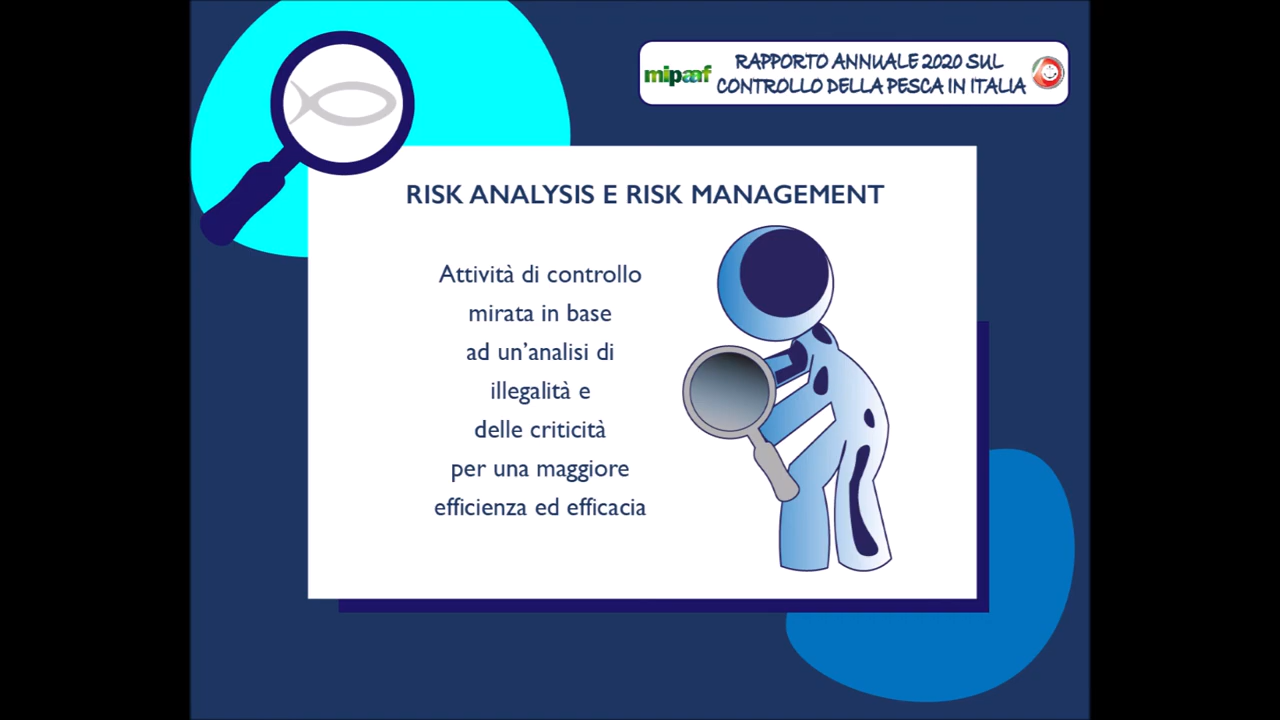 mipaaf
RAPPORTO ANNUALE 2020 SUL
CONTROLLO DELLA PESCA IN ITALIA
RISK ANALYSIS E RISK MANAGEMENT
Attività di controllo
mirata in base
ad un’analisi di
illegalità e
delle criticità
per una maggiore
efficienza ed efficacia